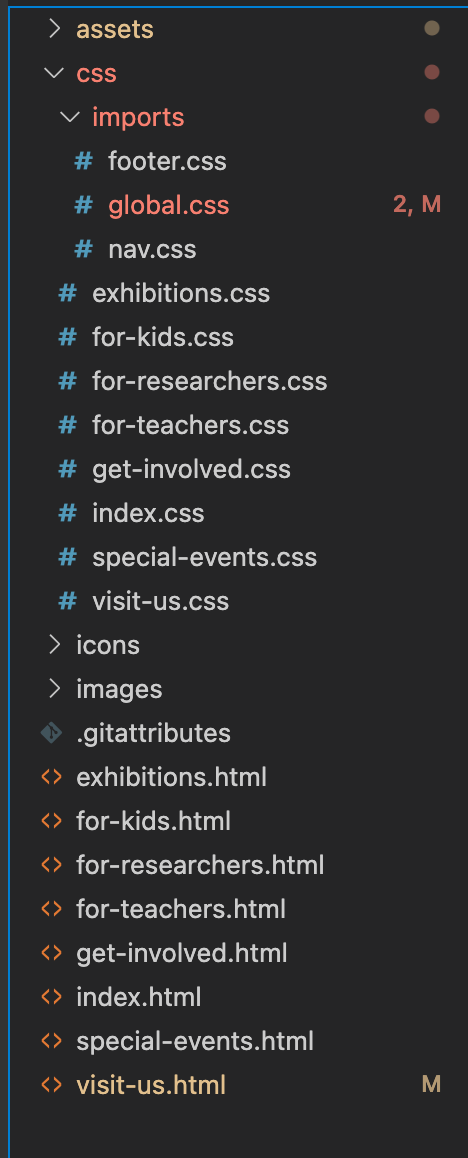 assets
css
imports
# footer.css
# global.css 2, M
# nav.css
# exhibitions.css
# for-kids.css
# for-researchers.css
# for-teachers.css
# get-involved.css
# index.css
# special-events.css
# visit-us.css
icons
images
.gitattributes
<> exhibitions.html
<> for-kids.html
<> for-researchers.html
<> for-teachers.html
<> get-involved.html
<> index.html
<> special-events.html
<> visit-us.html M